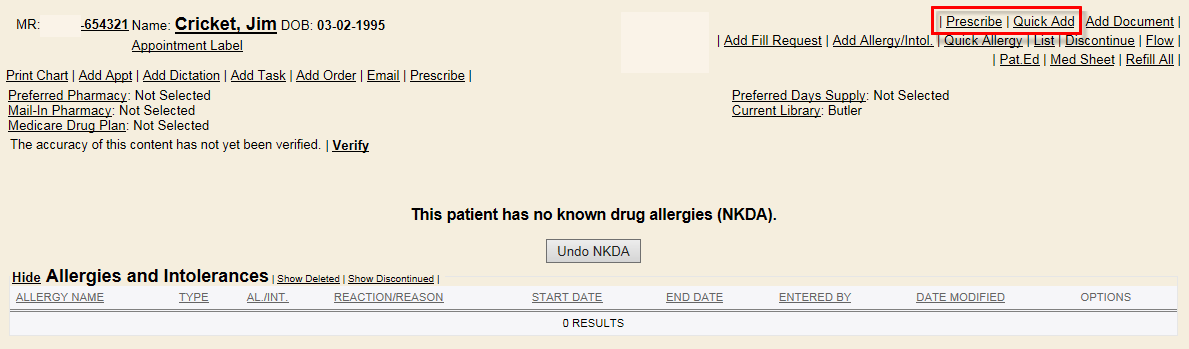 MR: -654321 Name: Cricket, Jim DOB: 03-02-1995
Appointment Label
| Prescribe | Quick Add | Add Document |
| Add Fill Request | Add Allergy/Intol. | Quick Allergy | List | Discontinue | Flow |
| Pat.Ed | Med Sheet | Refill All |
Print Chart | Add Appt | Add Dictation | Add Task | Add Order | Email | Prescribe |
Preferred Pharmacy: Not Selected
Mail-In Pharmacy: Not Selected
Medicare Drug Plan: Not Selected
Preferred Days Supply: Not Selected
Current Library: Butler
The accuracy of this content has not yet been verified. | Verify
This patient has no known drug allergies (NKDA).
Undo NKDA
Hide Allergies and Intolerances | Show Deleted | Show Discontinued |
ALLERGY NAME TYPE AL./INT. REACTION/REASON START DATE END DATE ENTERED BY DATE MODIFIED OPTIONS
0 RESULTS